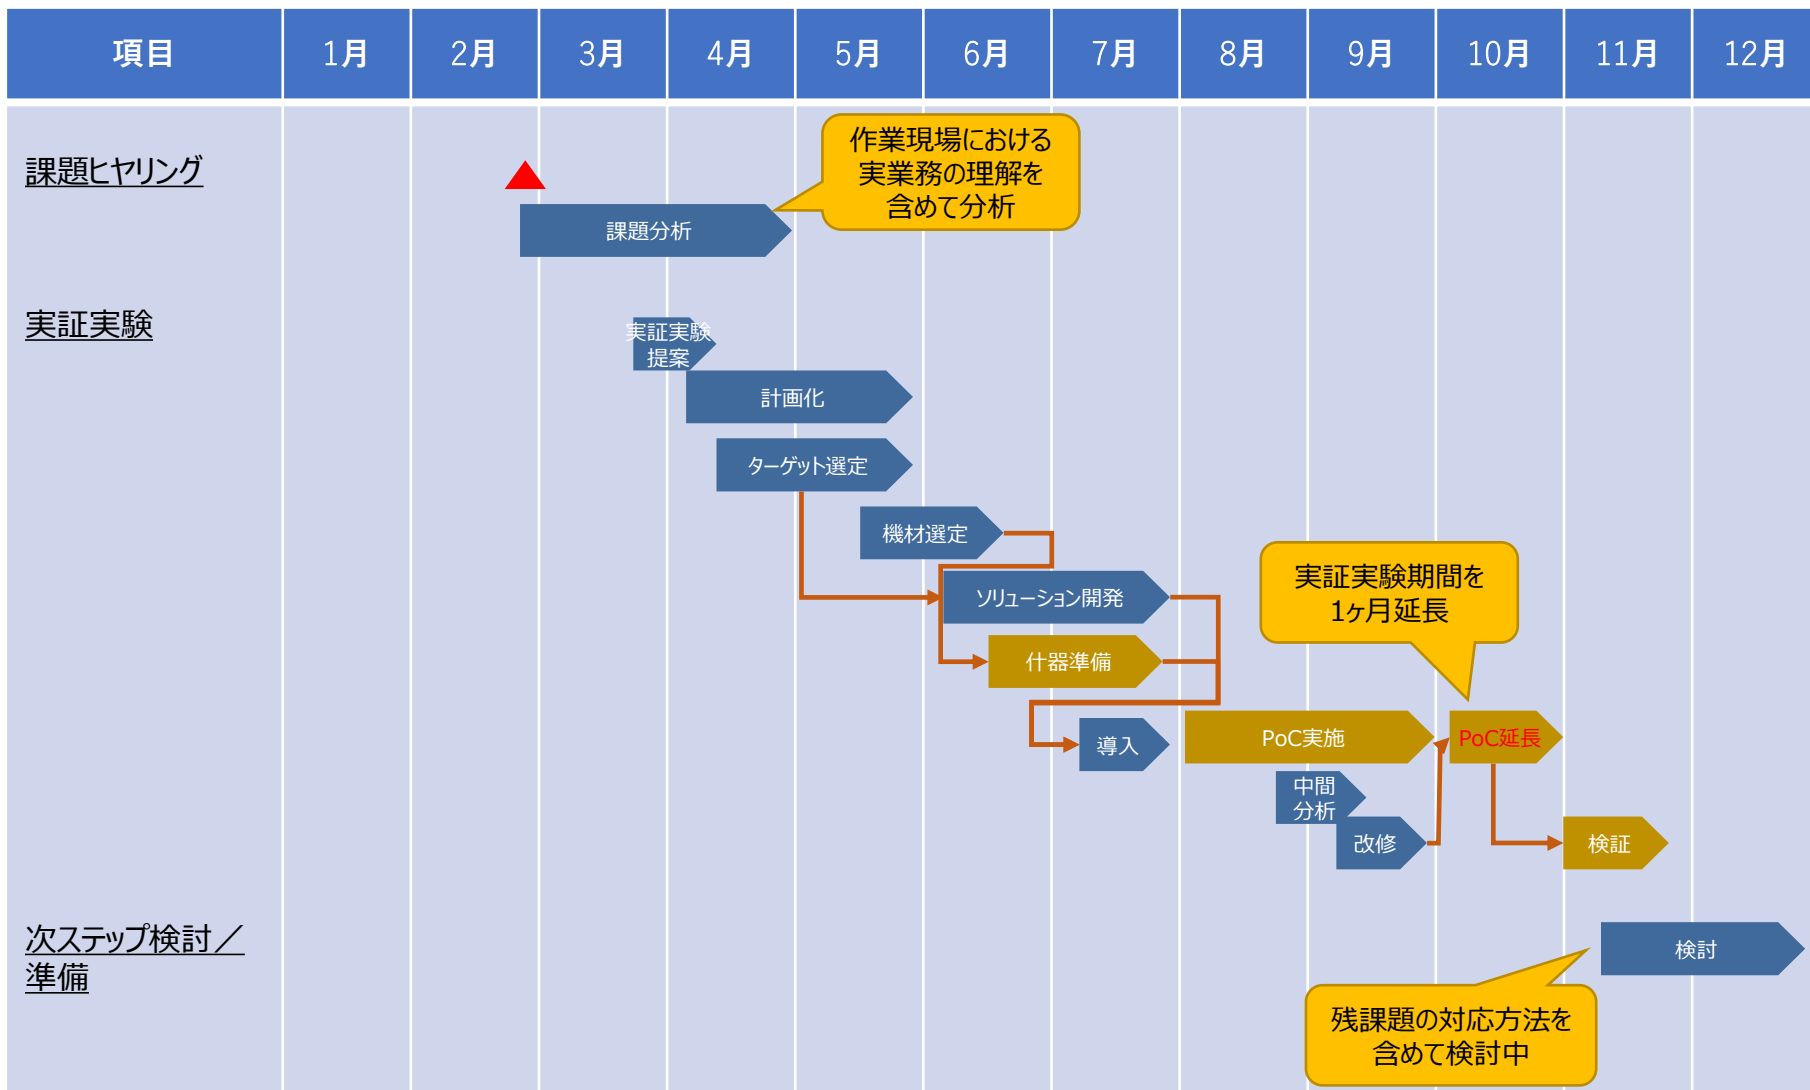 項目 1月 2月 3月 4月 5月 6月 7月 8月 9月 10月 11月 12月
課題ヒヤリング
作業現場における
実業務の理解を
含めて分析
課題分析
実証実験
実証実験
提案
計画化
ターゲット選定
機材選定
ソリューション開発
什器準備
導入
実証実験期間を
1ヶ月延長
PoC実施
PoC延長
中間
分析
改修
検証
次ステップ検討／
準備
検討
残課題の対応方法を
含めて検討中